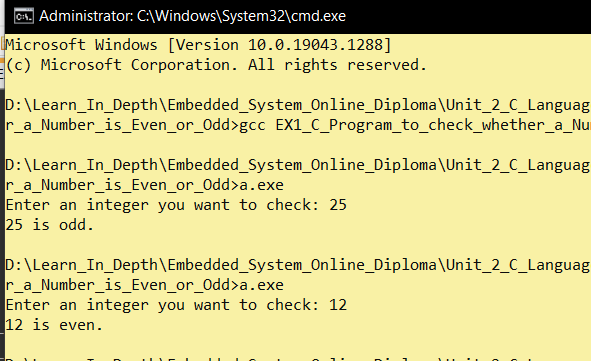 Administrator: C:\Windows\System32\cmd.exe
Microsoft Windows [Version 10.0.19043.1288]
(c) Microsoft Corporation. All rights reserved.
D:\Learn_In_Depth\Embedded_System_Online_Diploma\Unit_2_C_Languag
r_a_Number_is_Even_or_Odd>gcc EX1_C_Program_to_check_whether_a_Nu
D:\Learn_In_Depth\Embedded_System_Online_Diploma\Unit_2_C_Languag
r_a_Number_is_Even_or_Odd>a.exe
Enter an integer you want to check: 25
25 is odd.
D:\Learn_In_Depth\Embedded_System_Online_Diploma\Unit_2_C_Languag
r_a_Number_is_Even_or_Odd>a.exe
Enter an integer you want to check: 12
12 is even.